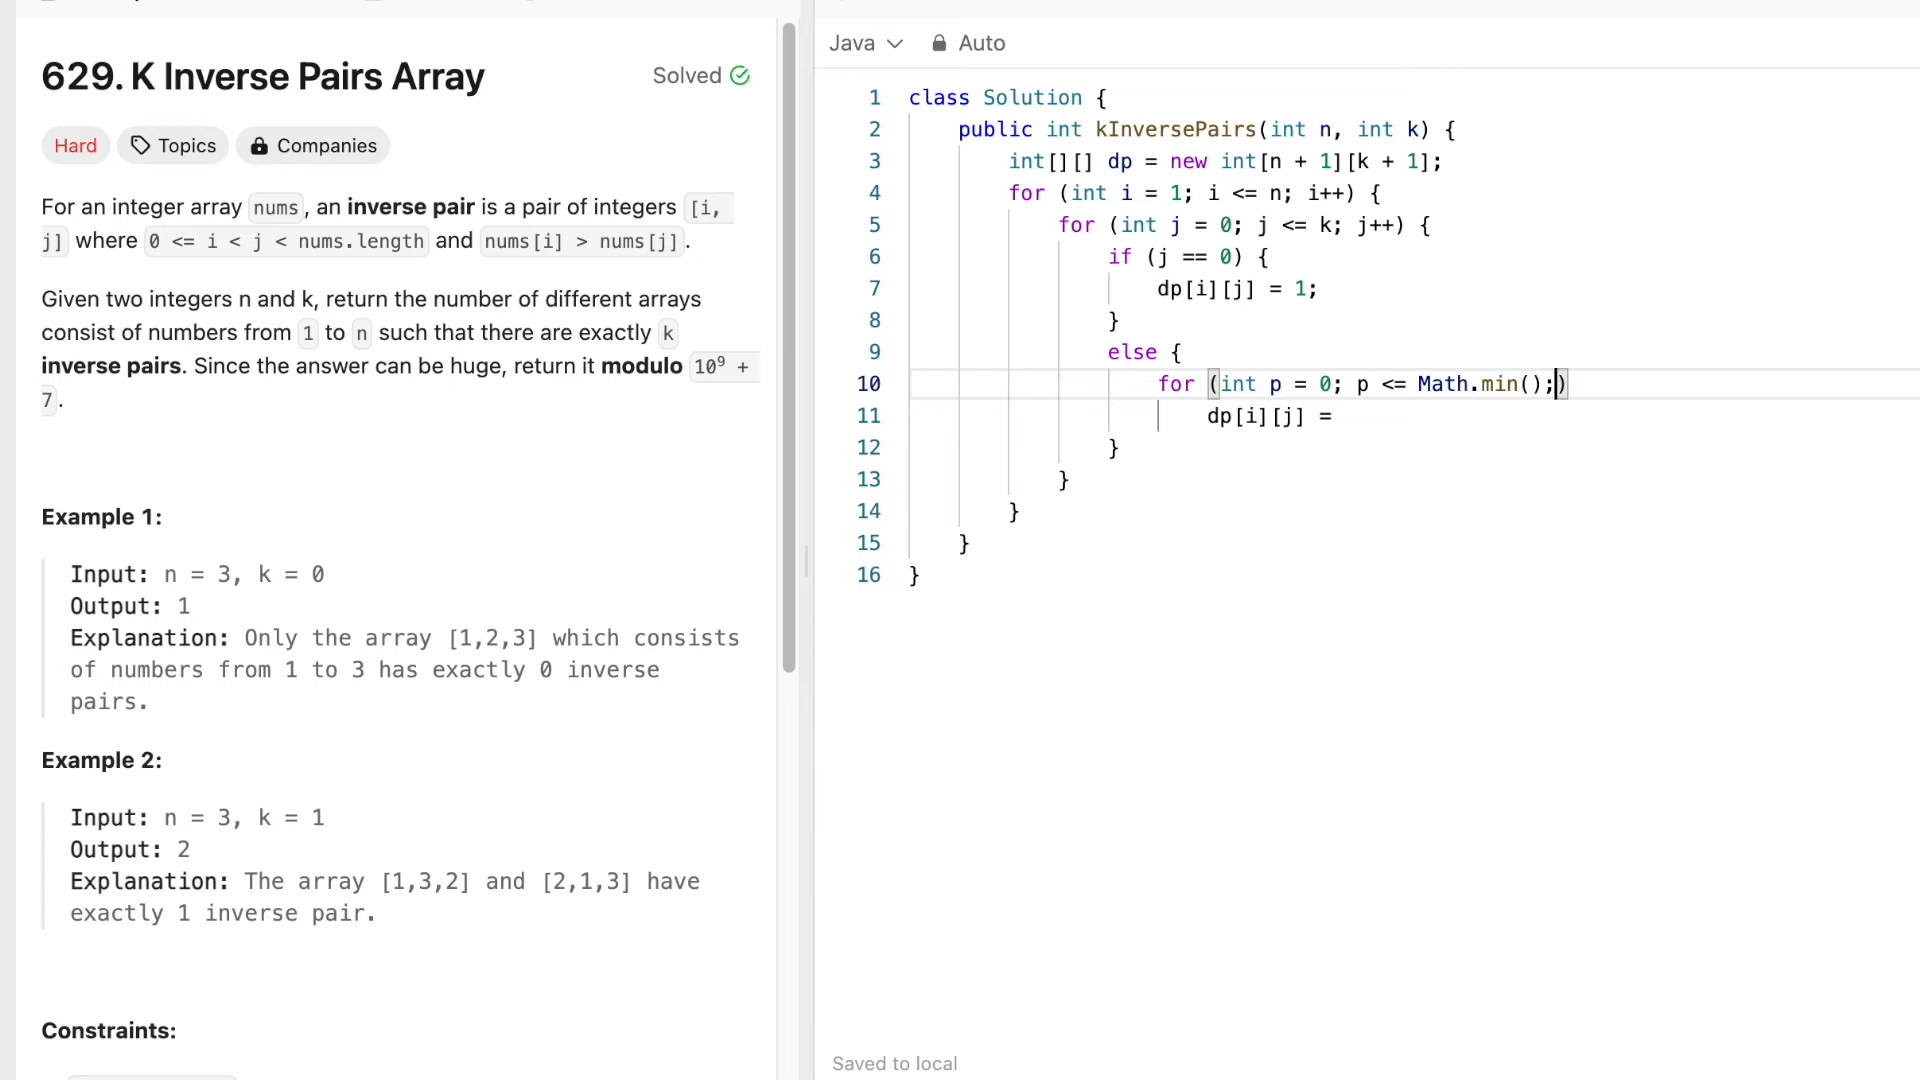 629. K Inverse Pairs Array
Solved
Hard
Topics
Companies
For an integer array nums, an inverse pair is a pair of integers [i,
j] where 0 <= i < j < nums.length and nums[i] > nums[j].
Given two integers n and k, return the number of different arrays
consist of numbers from 1 to n such that there are exactly k
inverse pairs. Since the answer can be huge, return it modulo 10⁹ +
7.
Example 1:
Input: n = 3, k = 0
Output: 1
Explanation: Only the array [1,2,3] which consists
of numbers from 1 to 3 has exactly 0 inverse
pairs.
Example 2:
Input: n = 3, k = 1
Output: 2
Explanation: The array [1,3,2] and [2,1,3] have
exactly 1 inverse pair.
Constraints:
Java
Auto
1 class Solution {
2 public int kInversePairs(int n, int k) {
3 int[][] dp = new int[n + 1][k + 1];
4 for (int i = 1; i <= n; i++) {
5 for (int j = 0; j <= k; j++) {
6 if (j == 0) {
7 dp[i][j] = 1;
8 }
9 else {
10 for (int p = 0; p <= Math.min();)
11 dp[i][j] =
12 }
13 }
14 }
15 }
16 }
Saved to local